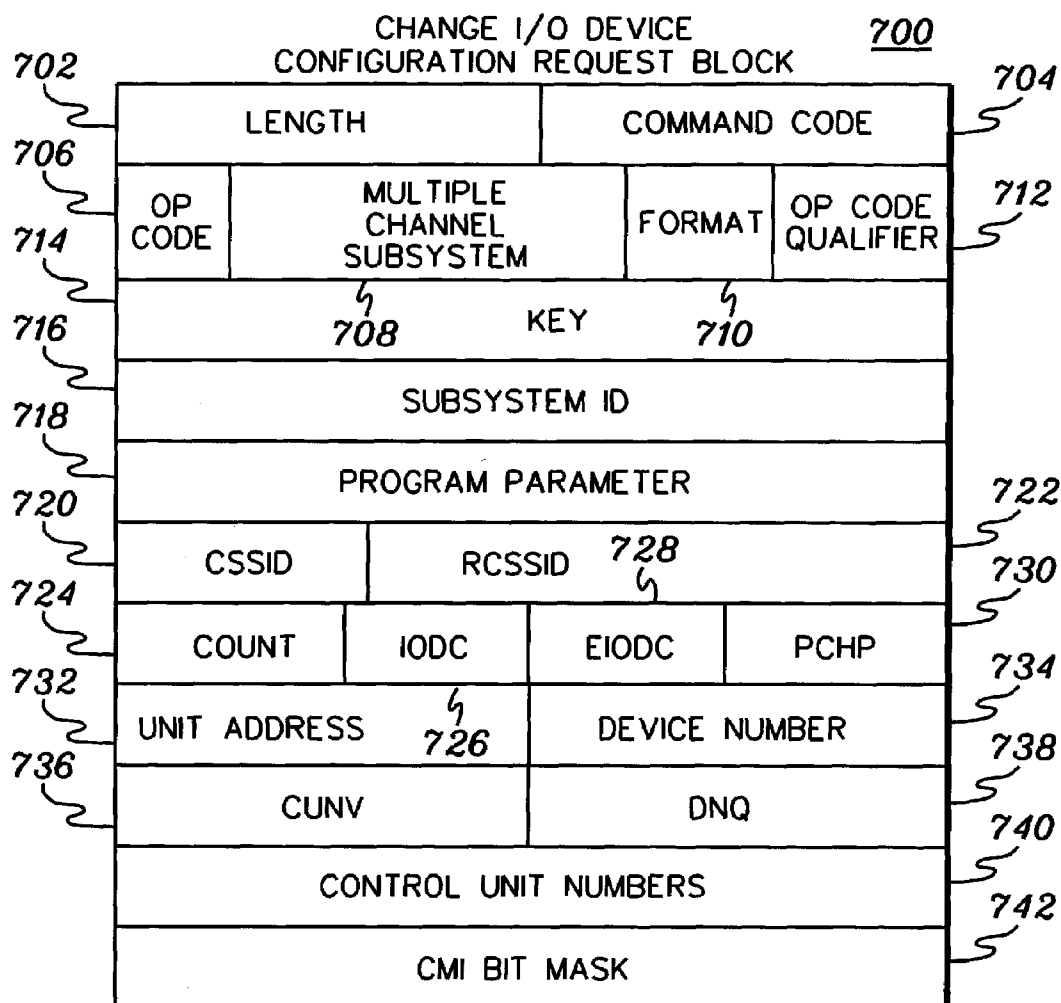 CHANGE I/O DEVICE 700
CONFIGURATION REQUEST BLOCK
702 LENGTH COMMAND CODE 704
706 OP CODE MULTIPLE CHANNEL SUBSYSTEM FORMAT OP CODE QUALIFIER 712
714 KEY
708 710
716 SUBSYSTEM ID
718 PROGRAM PARAMETER
720 CSSID RCSSID 722
728
724 COUNT IODC EIODC PCHP 730
732 UNIT ADDRESS DEVICE NUMBER 734
726
736 CUNV DNQ 738
CONTROL UNIT NUMBERS 740
CMI BIT MASK 742